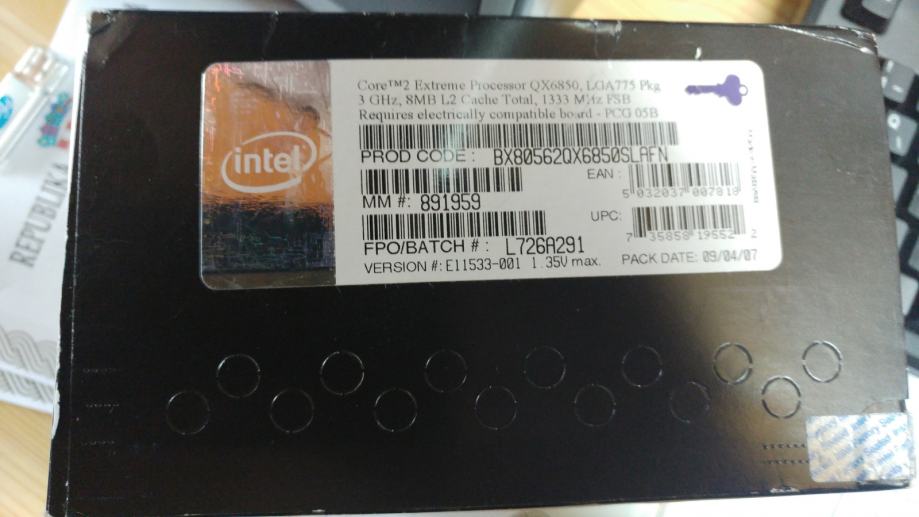 Core™2 Extreme Processor QX6850, LGA775 Pkg
3 GHz, 8MB L2 Cache Total, 1333 MHz FSB
Requires electrically compatible board - PCG 05B
intel
PROD CODE: BX80562QX6850SLAFN
EAN: 5 032037 007818
MM #: 891959
UPC: 7 35858 19552 2
FPO/BATCH #: L726A291
VERSION #: E11533-001 1.35V max.
PACK DATE: 09/04/07
REPUBLIKA